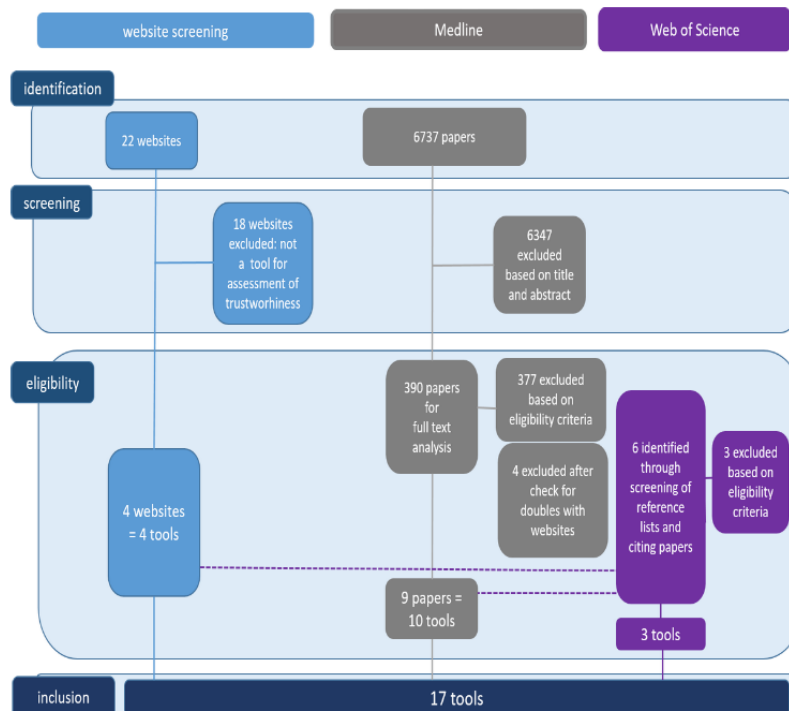 website screening
Medline
Web of Science
identification
22 websites
6737 papers
screening
18 websites
excluded: not
a tool for
assessment of
trustworhiness
6347
excluded
based on title
and abstract
eligibility
390 papers
for
full text
analysis
377 excluded
based on
eligibility criteria
4 excluded after
check for
doubles with
websites
6 identified
through
screening of
reference
lists and
citing papers
3 excluded
based on
eligibility
criteria
4 websites
= 4 tools
9 papers =
10 tools
3 tools
inclusion
17 tools